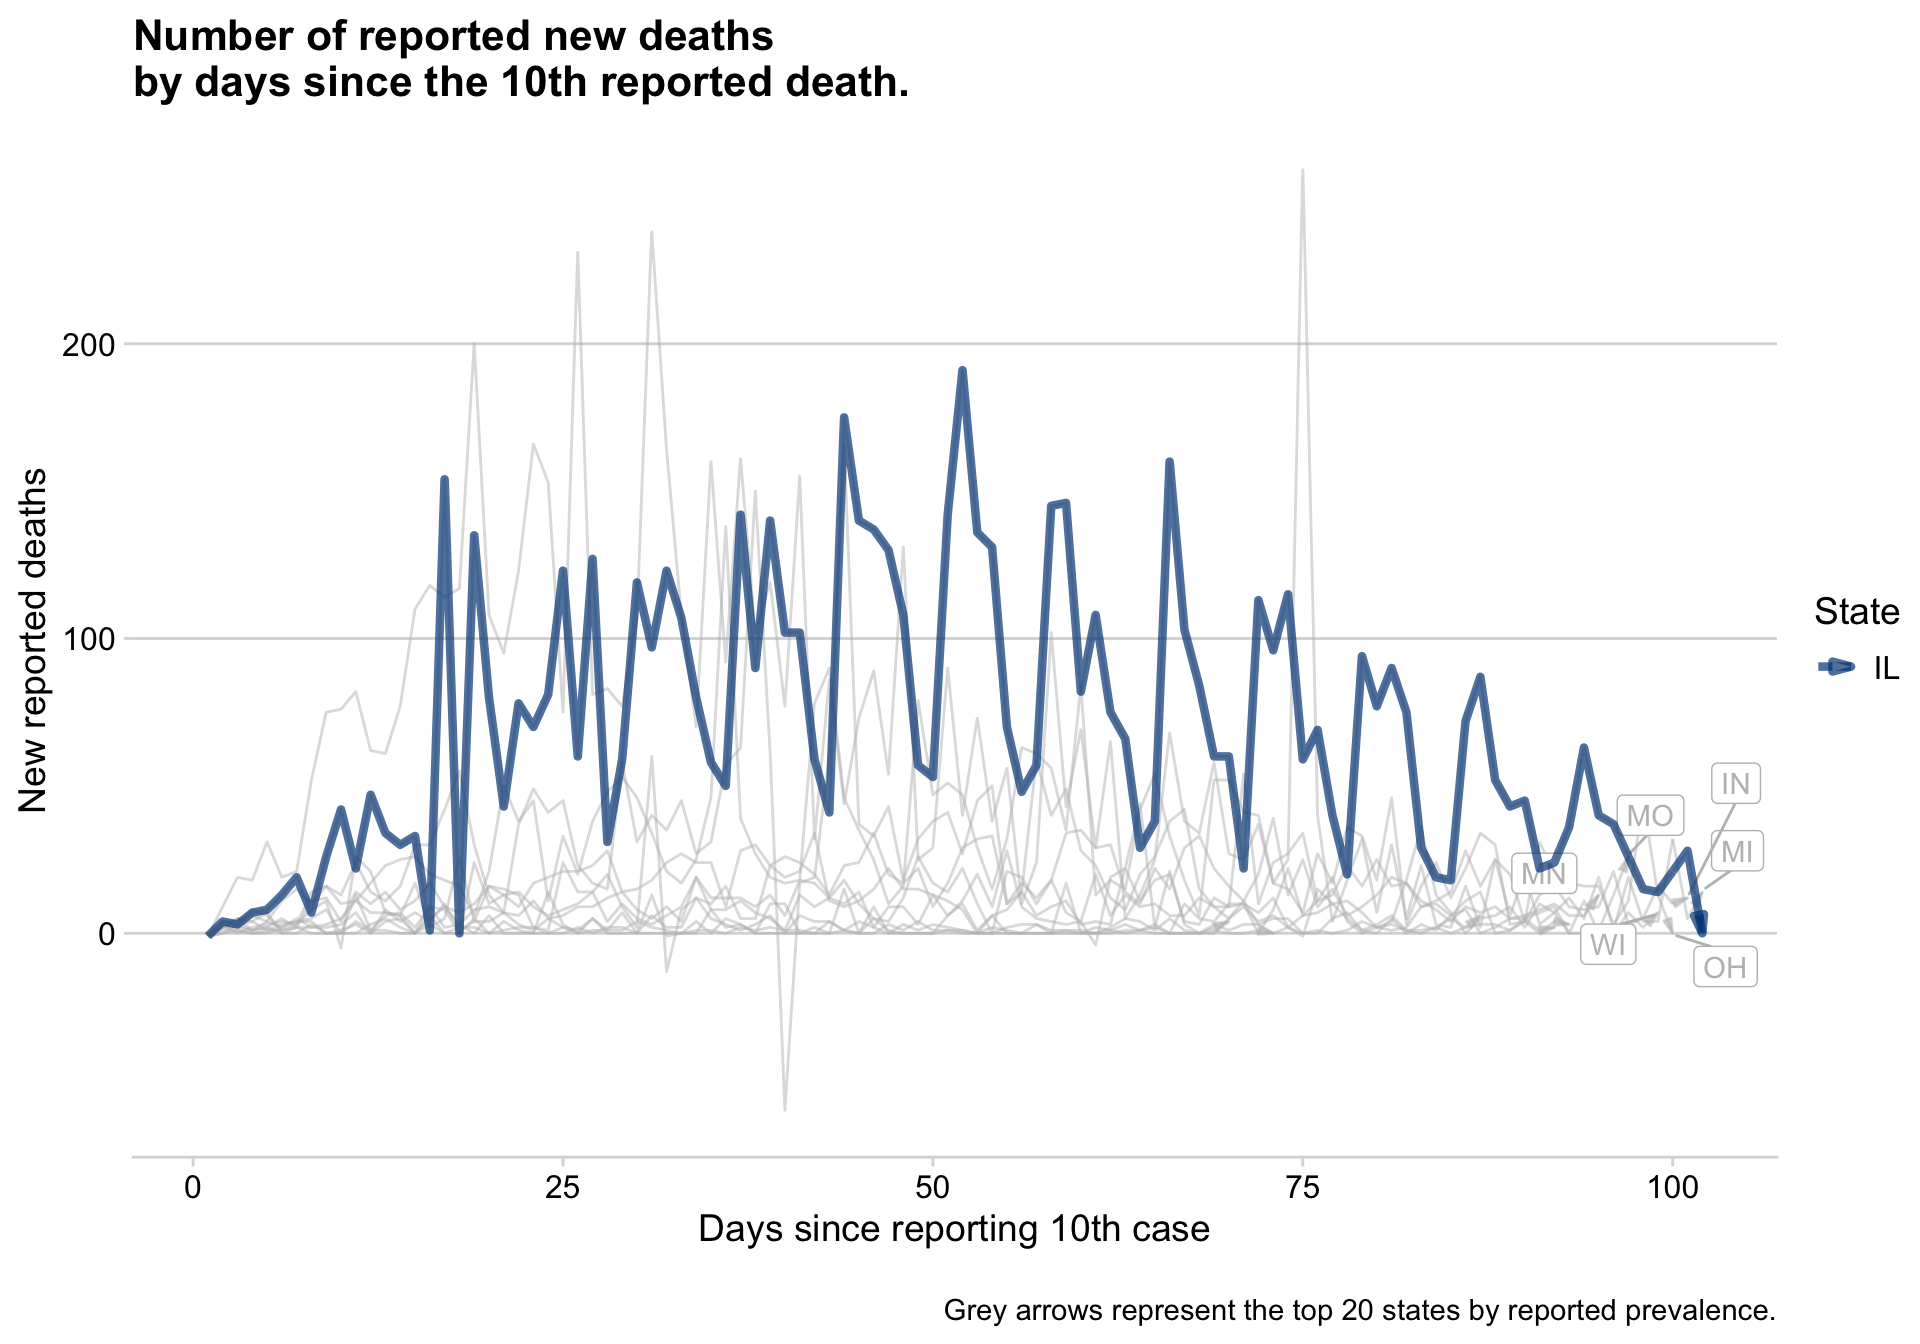 Number of reported new deaths
by days since the 10th reported death.
New reported deaths
200
100
0
IN
MO
MI
MN
WI
OH
State
IL
0
25
50
75
100
Days since reporting 10th case
Grey arrows represent the top 20 states by reported prevalence.